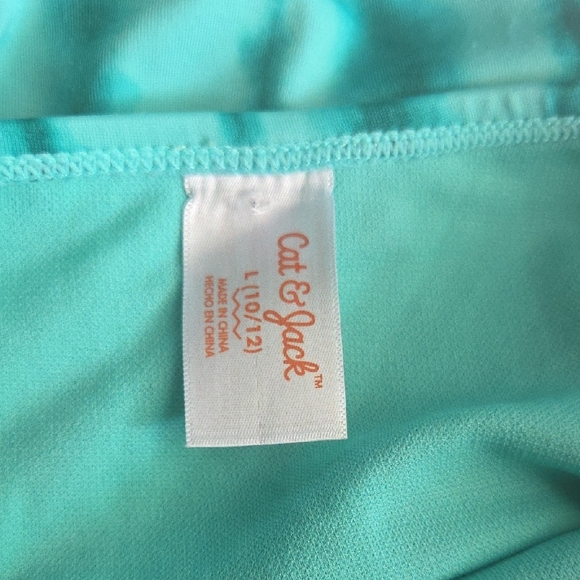 Cat & Jack™
L (10/12)
MADE IN CHINA
HECHO EN CHINA